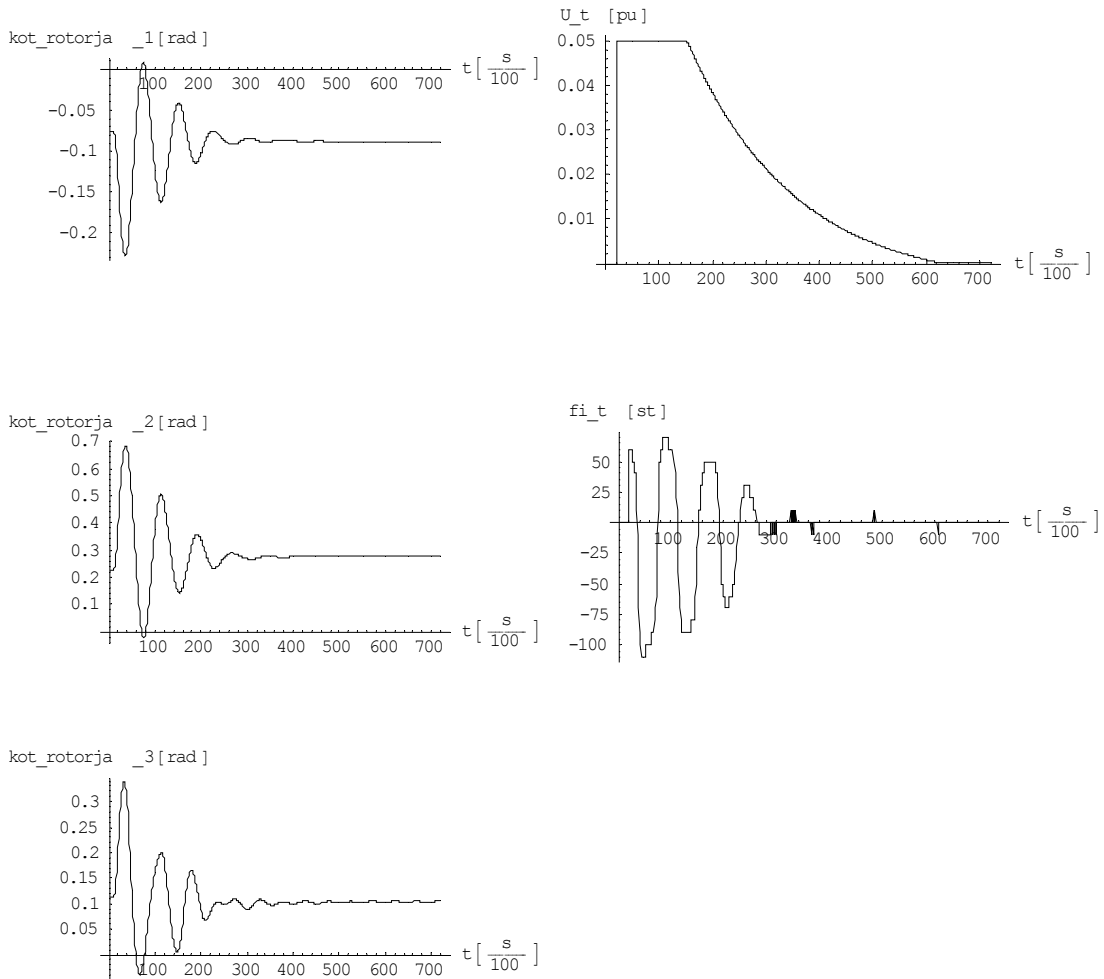 kot_rotorja _1[rad]
t[ s/100 ]
100 200 300 400 500 600 700
-0.05
-0.1
-0.15
-0.2
U_t [pu]
0.05
0.04
0.03
0.02
0.01
t[ s/100 ]
100 200 300 400 500 600 700
kot_rotorja _2[rad]
0.7
0.6
0.5
0.4
0.3
0.2
0.1
t[ s/100 ]
100 200 300 400 500 600 700
fi_t [st]
50
25
t[ s/100 ]
100 200 300 400 500 600 700
-25
-50
-75
-100
kot_rotorja _3[rad]
0.3
0.25
0.2
0.15
0.1
0.05
t[ s/100 ]
100 200 300 400 500 600 700